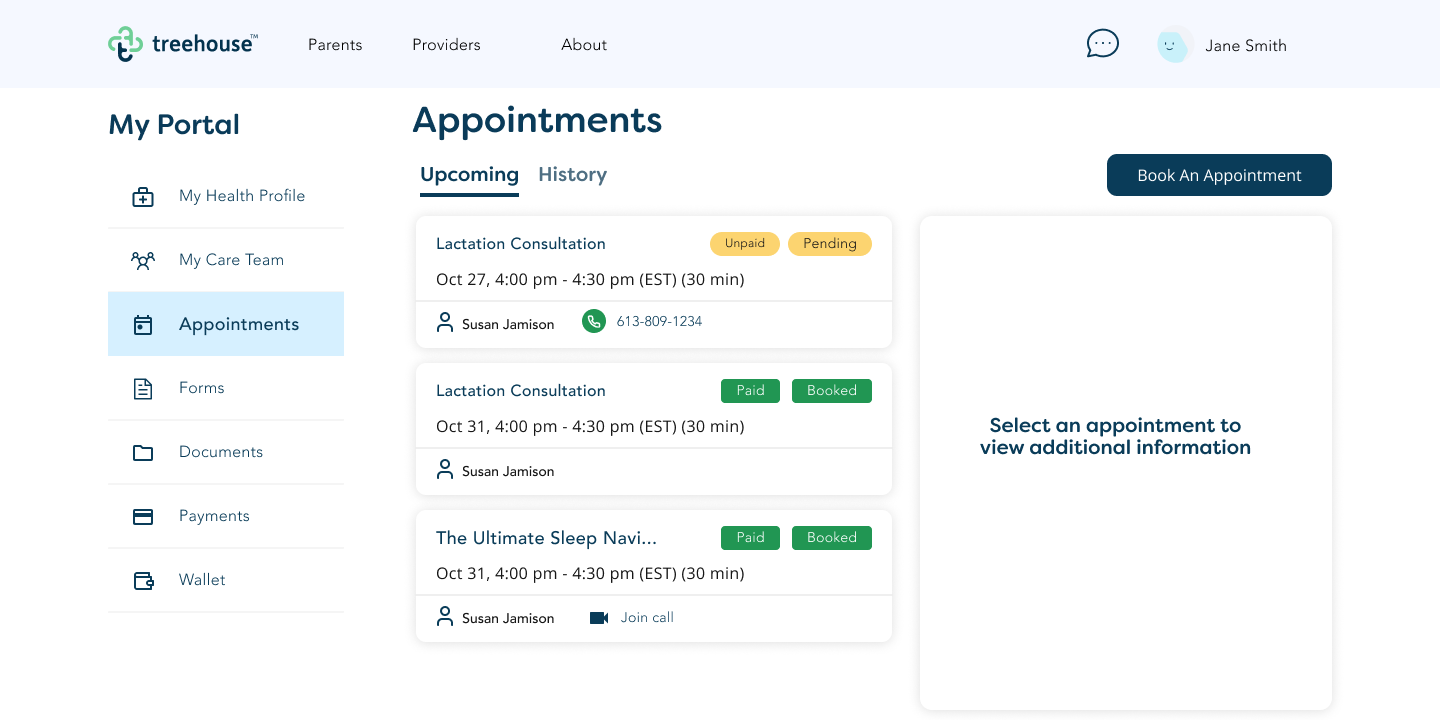 treehouse™
Parents
Providers
About
Jane Smith
My Portal
My Health Profile
My Care Team
Appointments
Forms
Documents
Payments
Wallet
Appointments
Upcoming
History
Book An Appointment
Lactation Consultation
Unpaid
Pending
Oct 27, 4:00 pm - 4:30 pm (EST) (30 min)
Susan Jamison
613-809-1234
Lactation Consultation
Paid
Booked
Oct 31, 4:00 pm - 4:30 pm (EST) (30 min)
Susan Jamison
The Ultimate Sleep Navi...
Paid
Booked
Oct 31, 4:00 pm - 4:30 pm (EST) (30 min)
Susan Jamison
Join call
Select an appointment to
view additional information